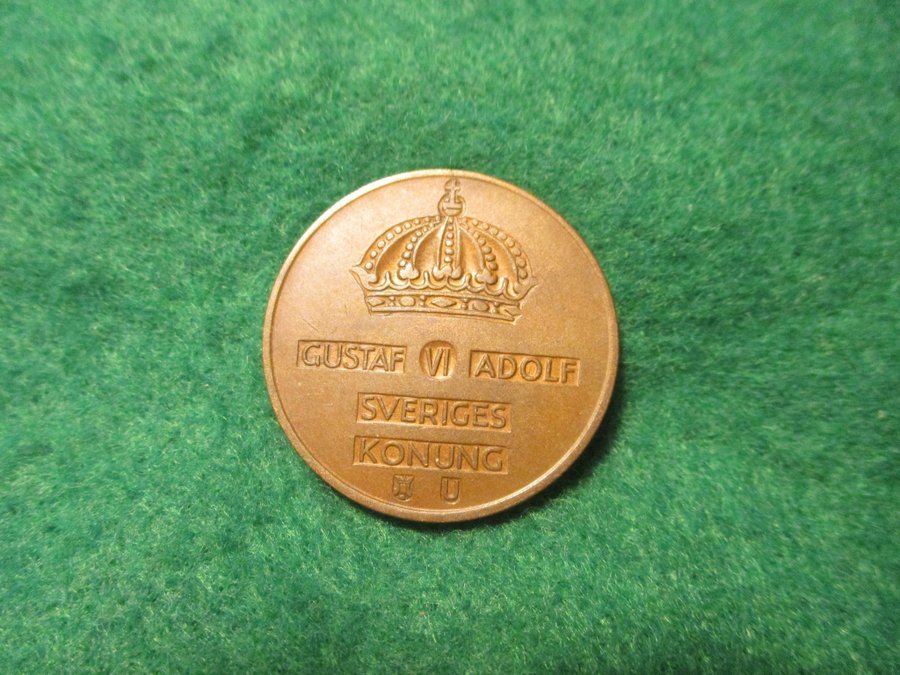 GUSTAF VI ADOLF
SVERIGES
KONUNG
U